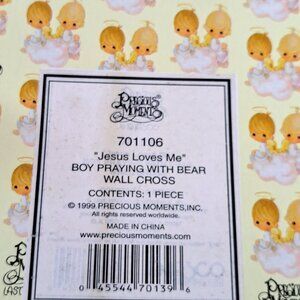 PRECIOUS
MOMENTS
701106
"Jesus Loves Me"
BOY PRAYING WITH BEAR
WALL CROSS
CONTENTS: 1 PIECE
© 1999 PRECIOUS MOMENTS,INC.
All rights reserved worldwide.
MADE IN CHINA
www.preciousmoments.com
0 45544 70139 6
LAST